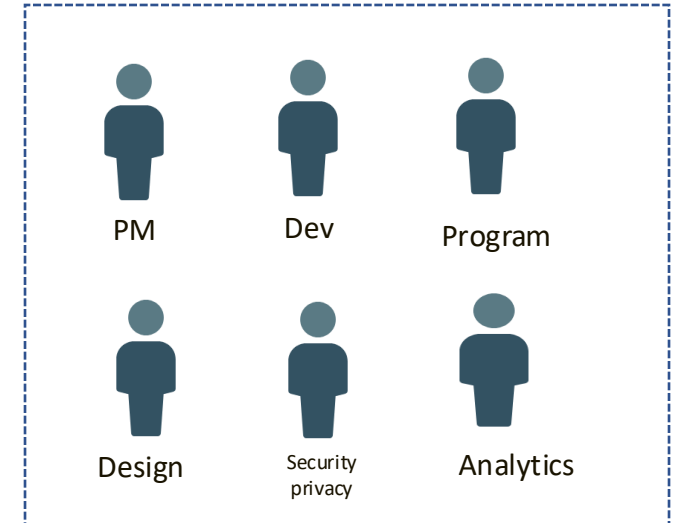 PM
Dev
Program
Design
Security
privacy
Analytics